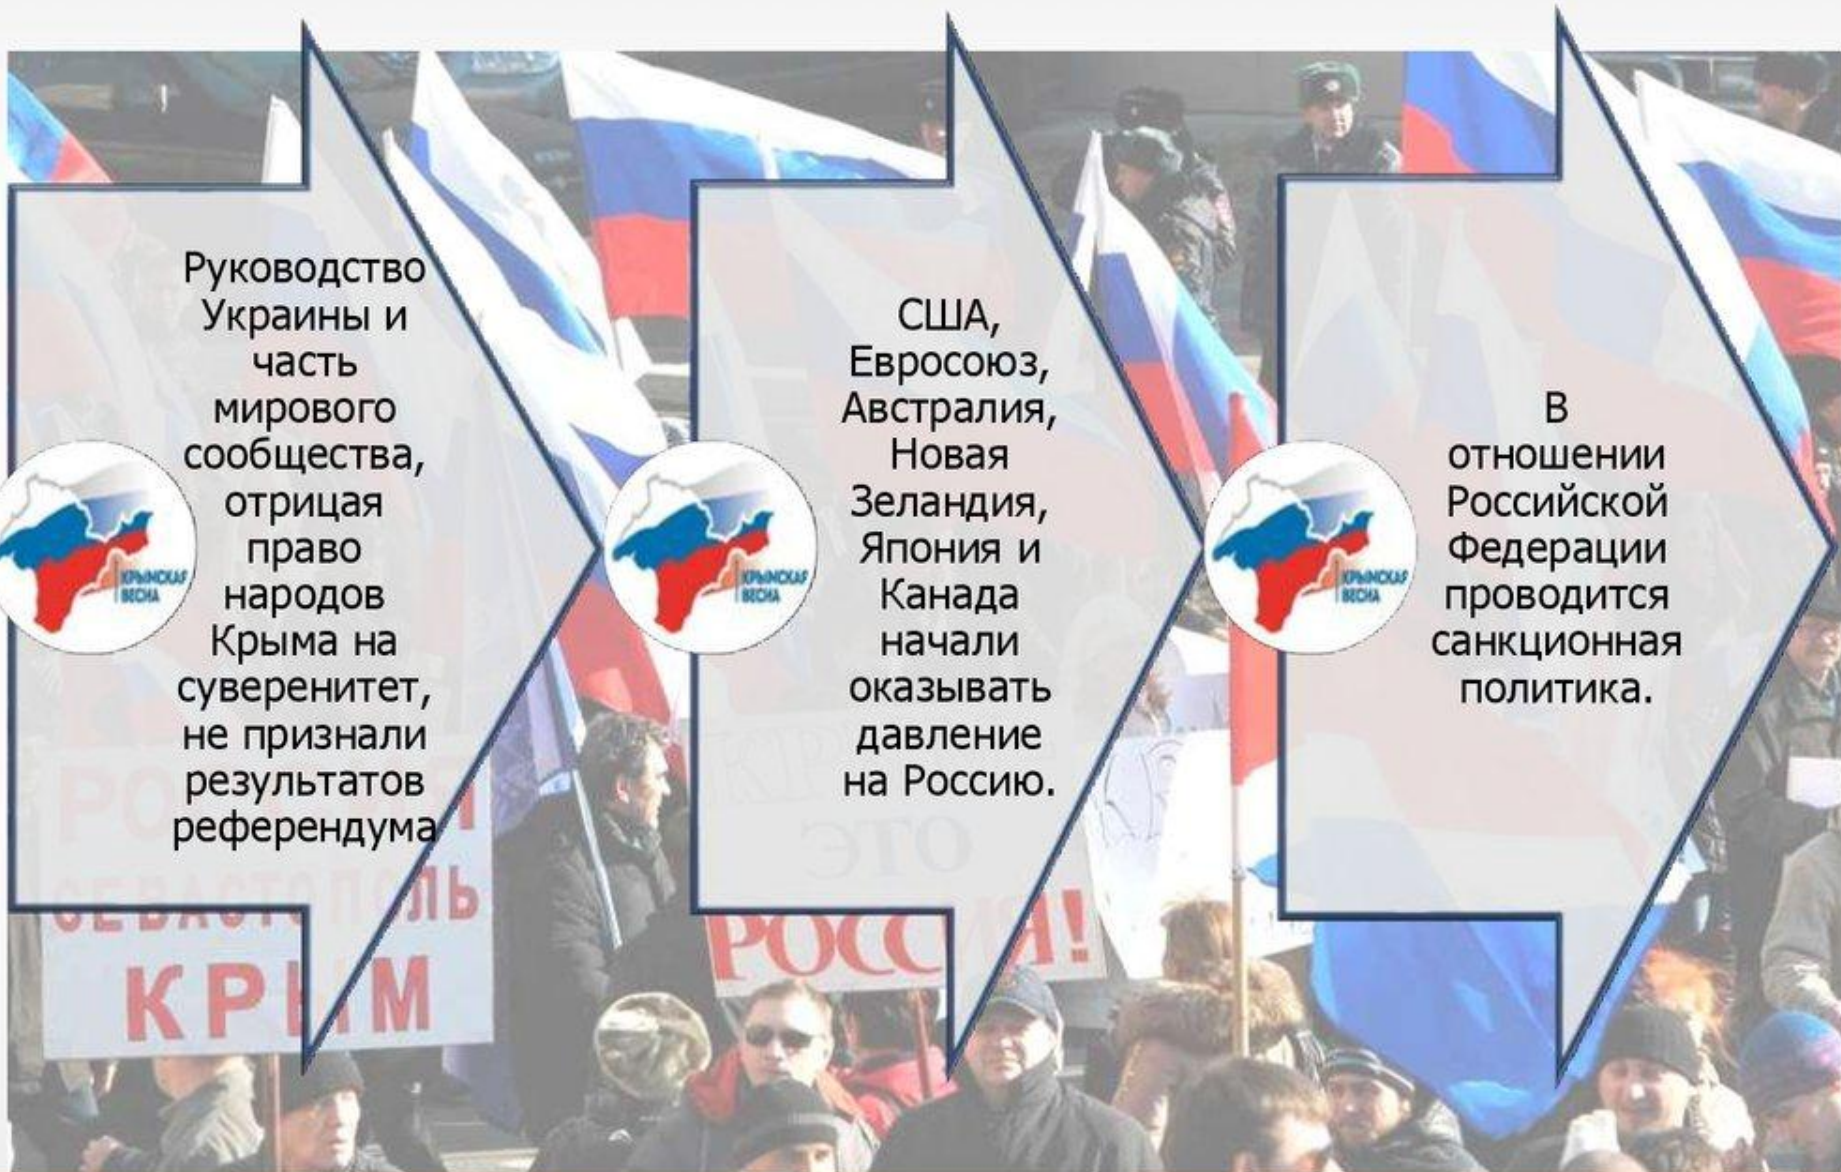 Руководство
Украины и
часть
мирового
сообщества,
отрицая
право
народов
Крыма на
суверенитет,
не признали
результатов
референдума
КРЫМСКАЯ
ВЕСНА
США,
Евросоюз,
Австралия,
Новая
Зеландия,
Япония и
Канада
начали
оказывать
давление
на Россию.
КРЫМСКАЯ
ВЕСНА
В
отношении
Российской
Федерации
проводится
санкционная
политика.
КРЫМСКАЯ
ВЕСНА
СЕВАСТОПОЛЬ
КРЫМ
ЭТО
РОССИЯ!